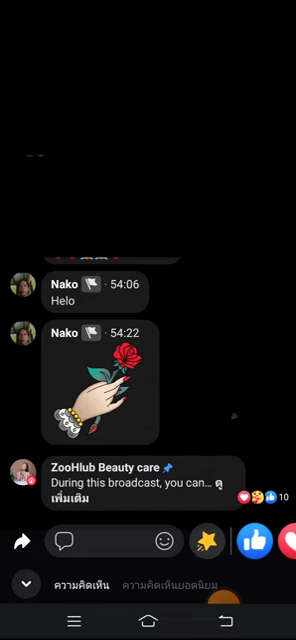 Nako · 54:06
Helo
Nako · 54:22
ZooHlub Beauty care
During this broadcast, you can… ดู
เพิ่มเติม
10
ความคิดเห็น ความคิดเห็นยอดนิยม